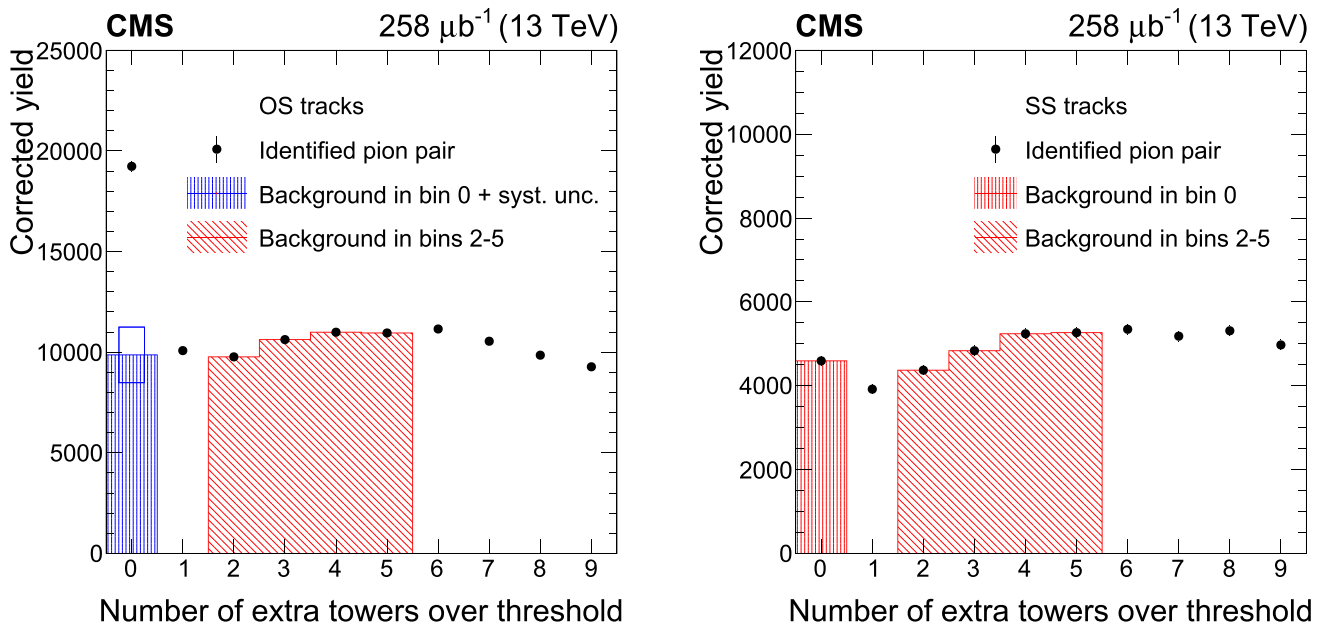 CMS 258 μb⁻¹ (13 TeV)
Corrected yield
25000
20000
15000
10000
5000
0
OS tracks
Identified pion pair
Background in bin 0 + syst. unc.
Background in bins 2-5
0 1 2 3 4 5 6 7 8 9
Number of extra towers over threshold
CMS 258 μb⁻¹ (13 TeV)
Corrected yield
12000
10000
8000
6000
4000
2000
0
SS tracks
Identified pion pair
Background in bin 0
Background in bins 2-5
0 1 2 3 4 5 6 7 8 9
Number of extra towers over threshold